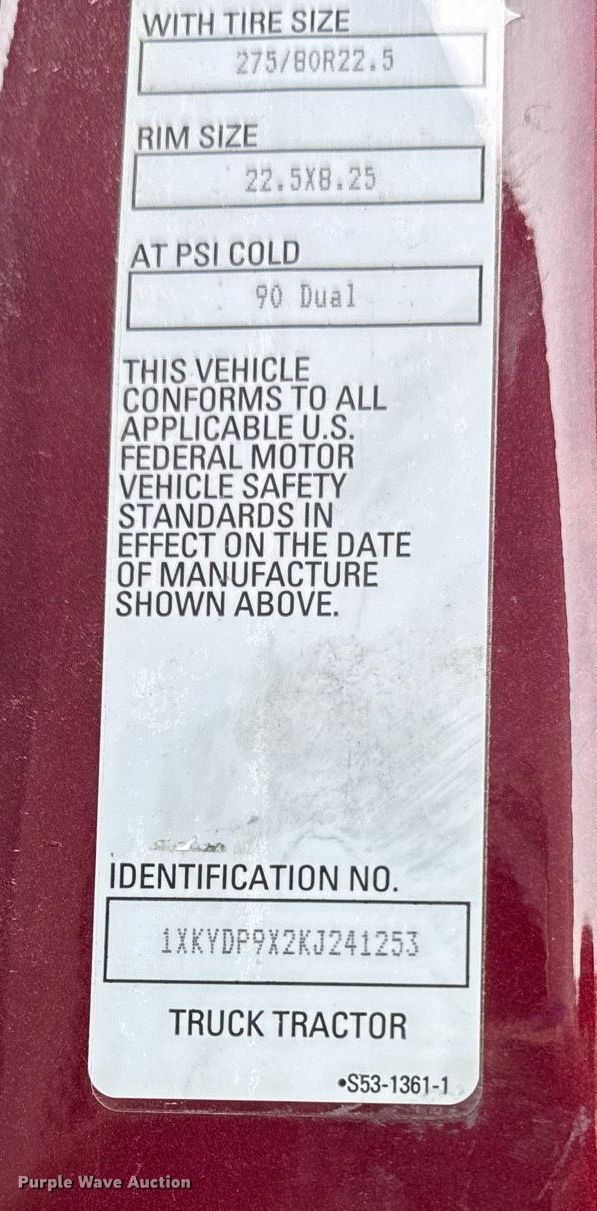 WITH TIRE SIZE
275/80R22.5
RIM SIZE
22.5X8.25
AT PSI COLD
90 Dual
THIS VEHICLE
CONFORMS TO ALL
APPLICABLE U.S.
FEDERAL MOTOR
VEHICLE SAFETY
STANDARDS IN
EFFECT ON THE DATE
OF MANUFACTURE
SHOWN ABOVE.
IDENTIFICATION NO.
1XKYDP9X2KJ241253
TRUCK TRACTOR
•S53-1361-1
Purple Wave Auction